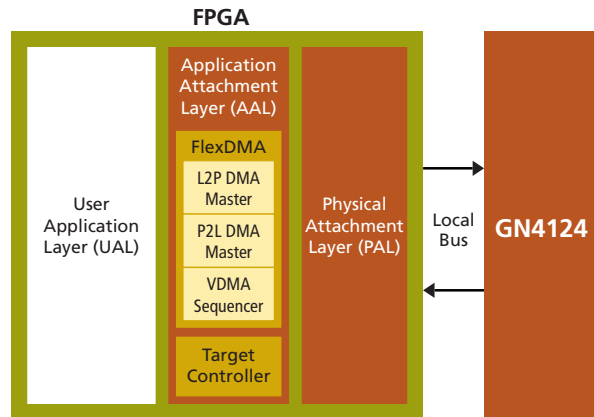 FPGA
User
Application
Layer (UAL)
Application
Attachment
Layer (AAL)
FlexDMA
L2P DMA
Master
P2L DMA
Master
VDMA
Sequencer
Target
Controller
Physical
Attachment
Layer (PAL)
Local
Bus
GN4124